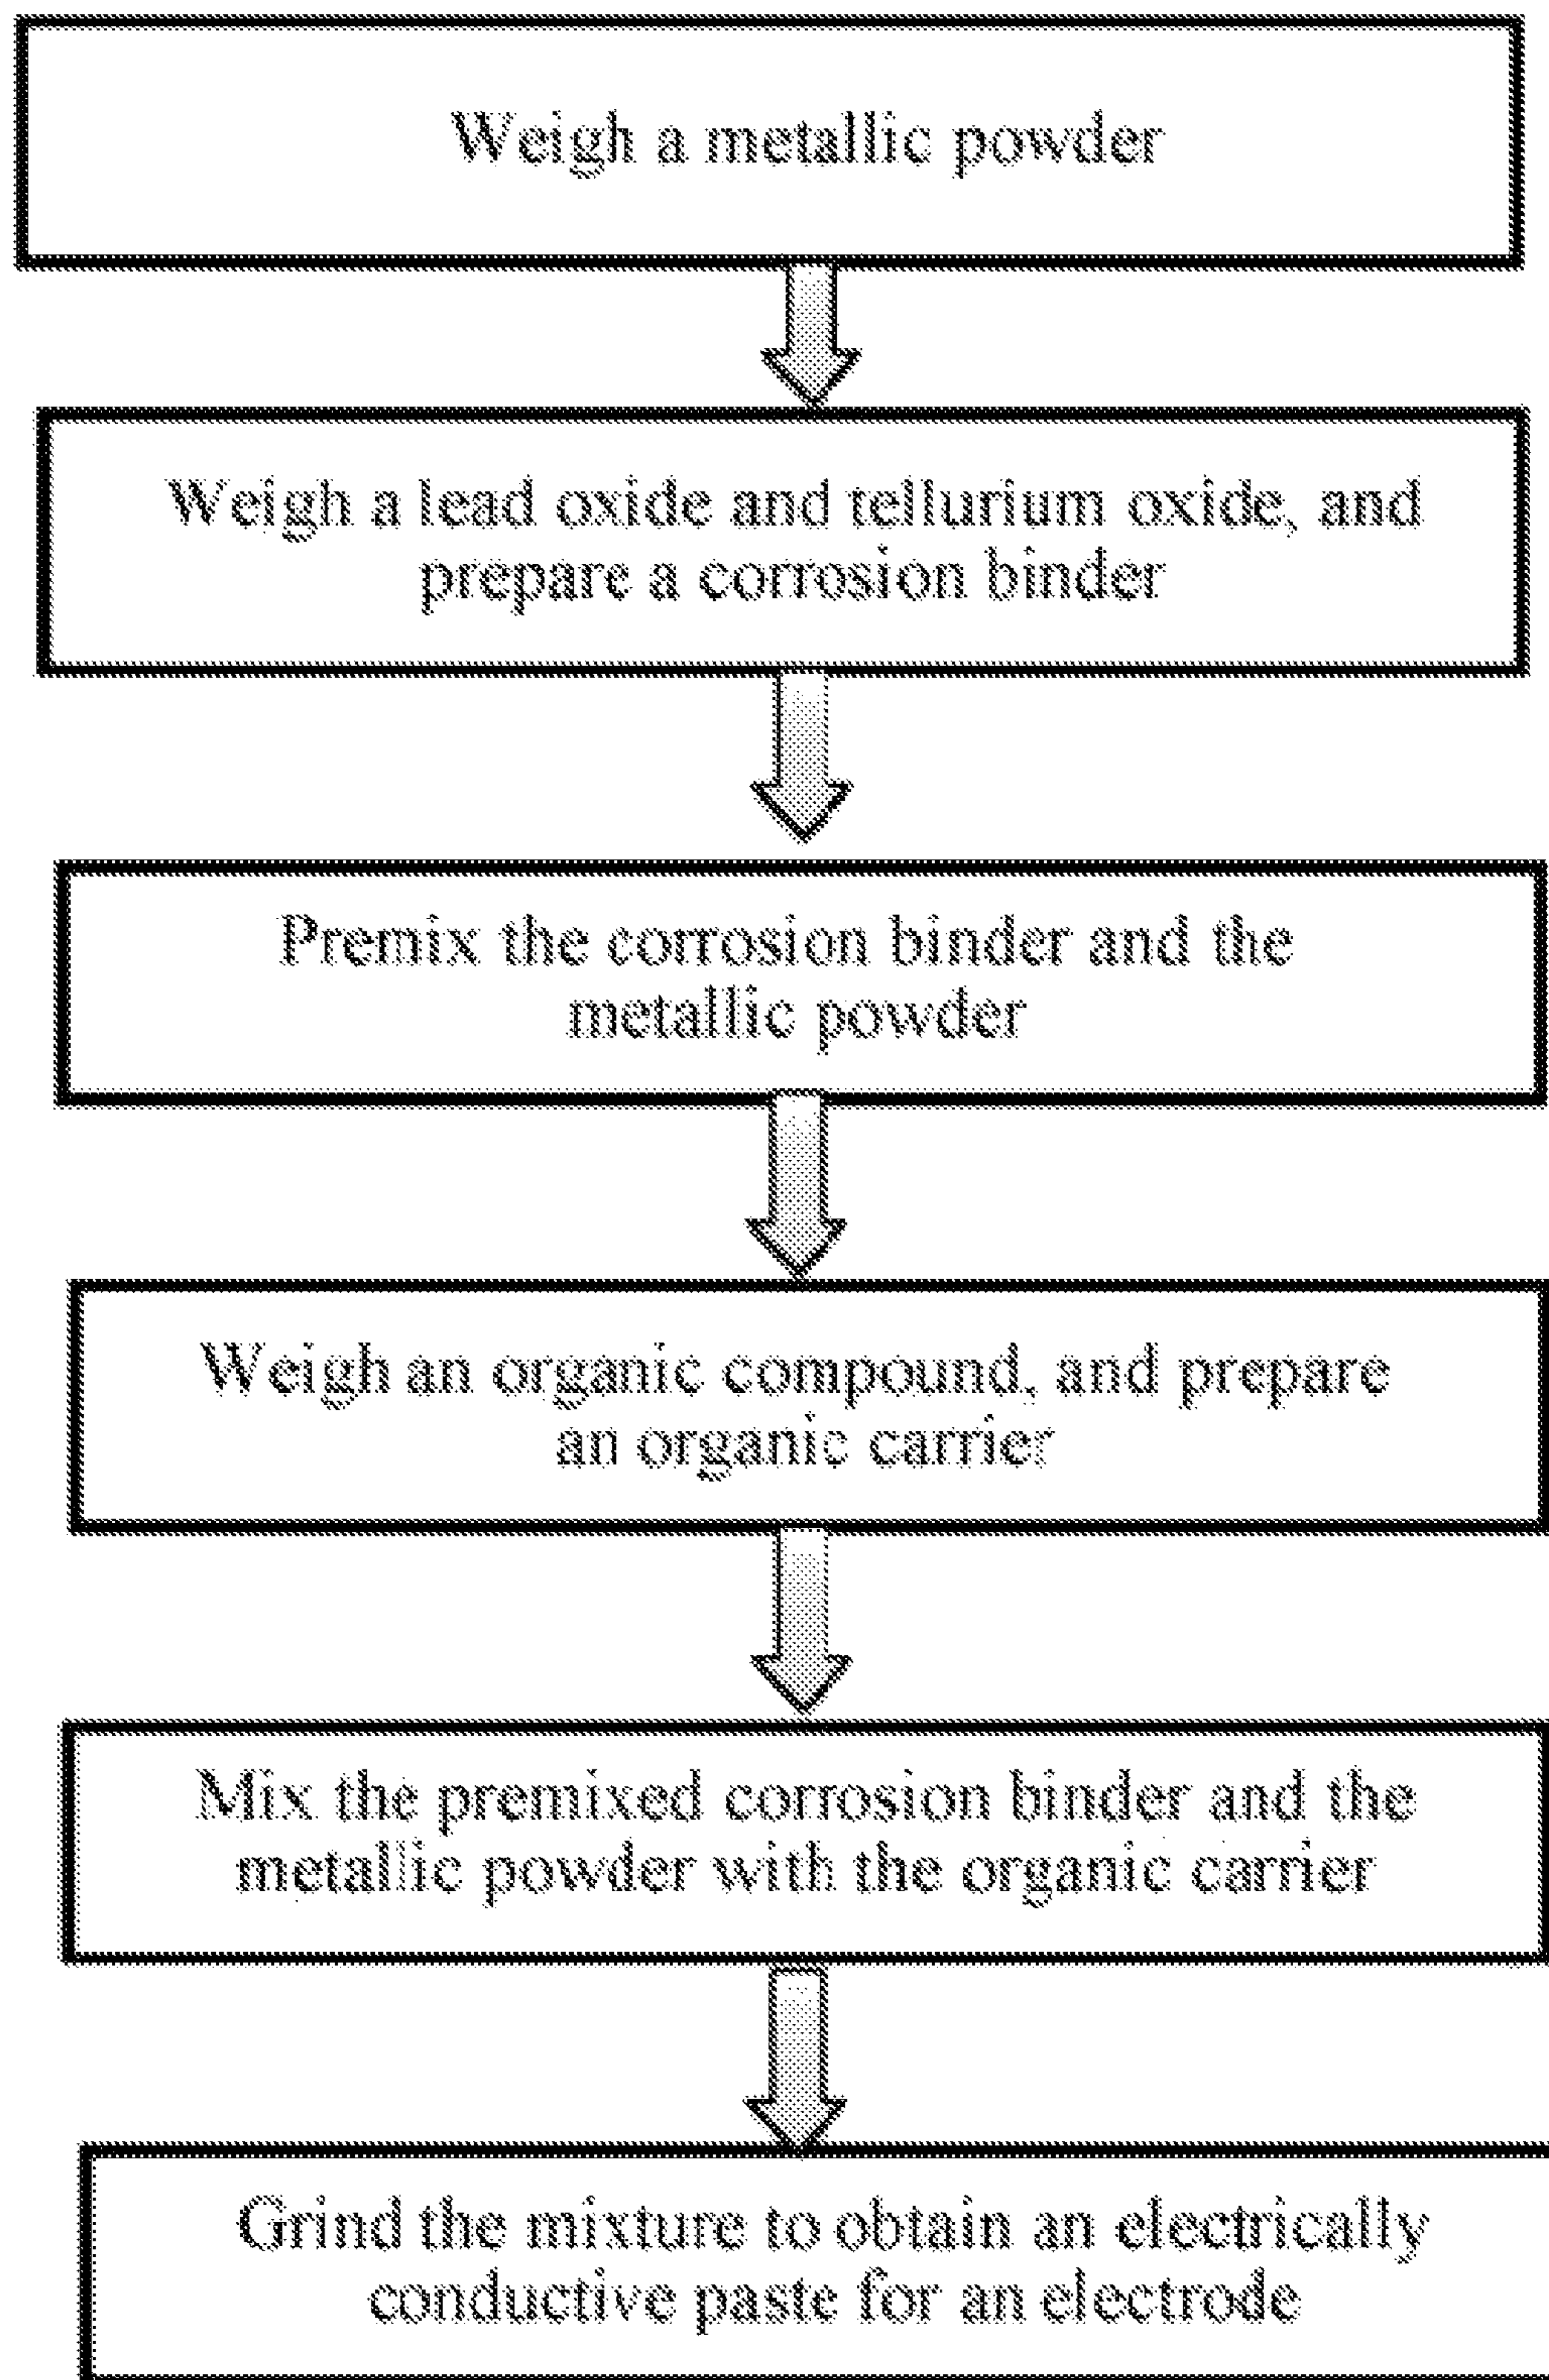 Weigh a metallic powder
Weigh a lead oxide and tellurium oxide, and
prepare a corrosion binder
Premix the corrosion binder and the
metallic powder
Weigh an organic compound, and prepare
an organic carrier
Mix the premixed corrosion binder and the
metallic powder with the organic carrier
Grind the mixture to obtain an electrically
conductive paste for an electrode